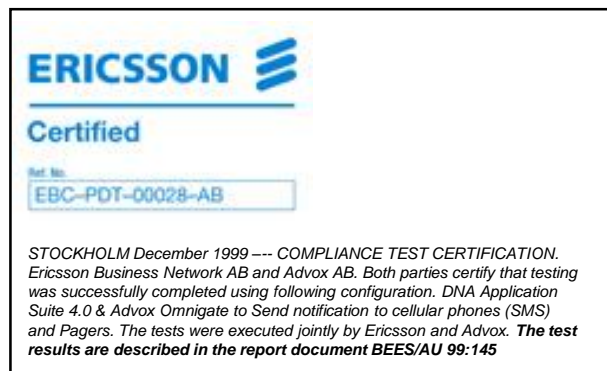 ERICSSON
Certified
Ref. No.
EBC–PDT–00028–AB
STOCKHOLM December 1999 –-- COMPLIANCE TEST CERTIFICATION.
Ericsson Business Network AB and Advox AB. Both parties certify that testing
was successfully completed using following configuration. DNA Application
Suite 4.0 & Advox Omnigate to Send notification to cellular phones (SMS)
and Pagers. The tests were executed jointly by Ericsson and Advox. The test
results are described in the report document BEES/AU 99:145